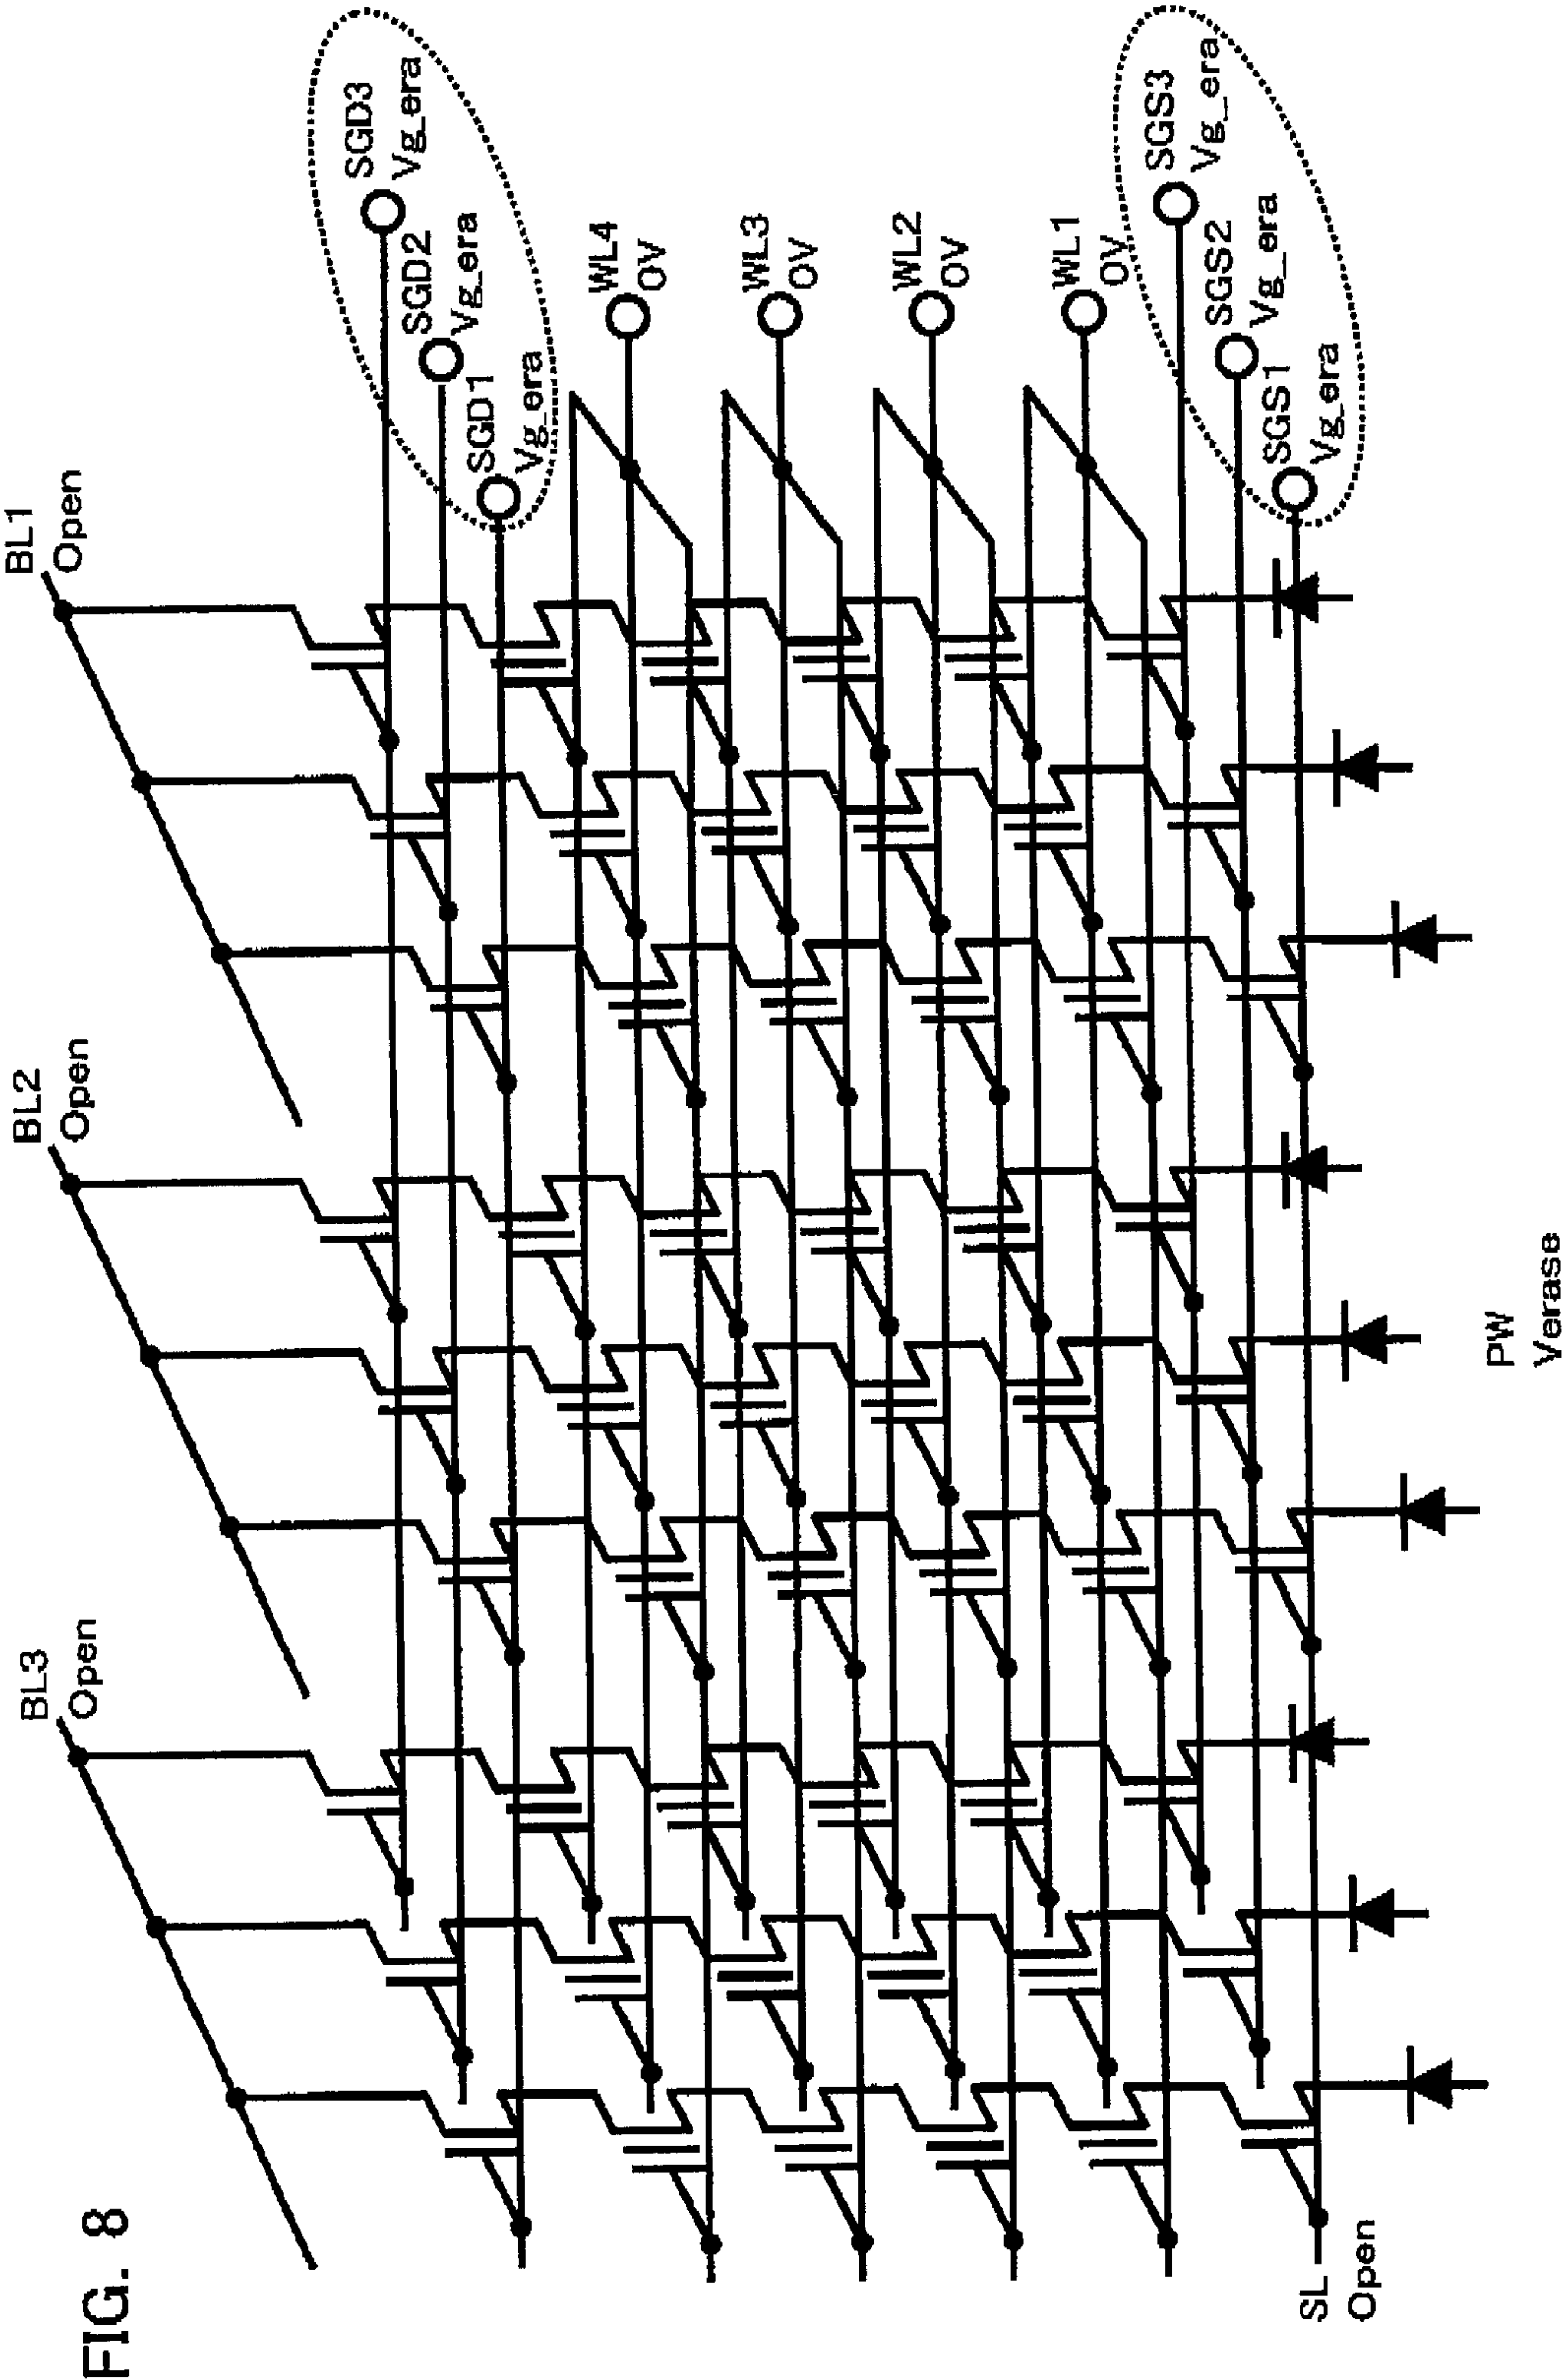 FIG. 8
BL3
Open
BL2
Open
BL1
Open
SGD3
Vg_era
SGD2
Vg_era
SGD1
Vg_era
WL4
0V
WL3
0V
WL2
0V
WL1
0V
SGS3
Vg_era
SGS2
Vg_era
SGS1
Vg_era
SL
Open
PW
Verase